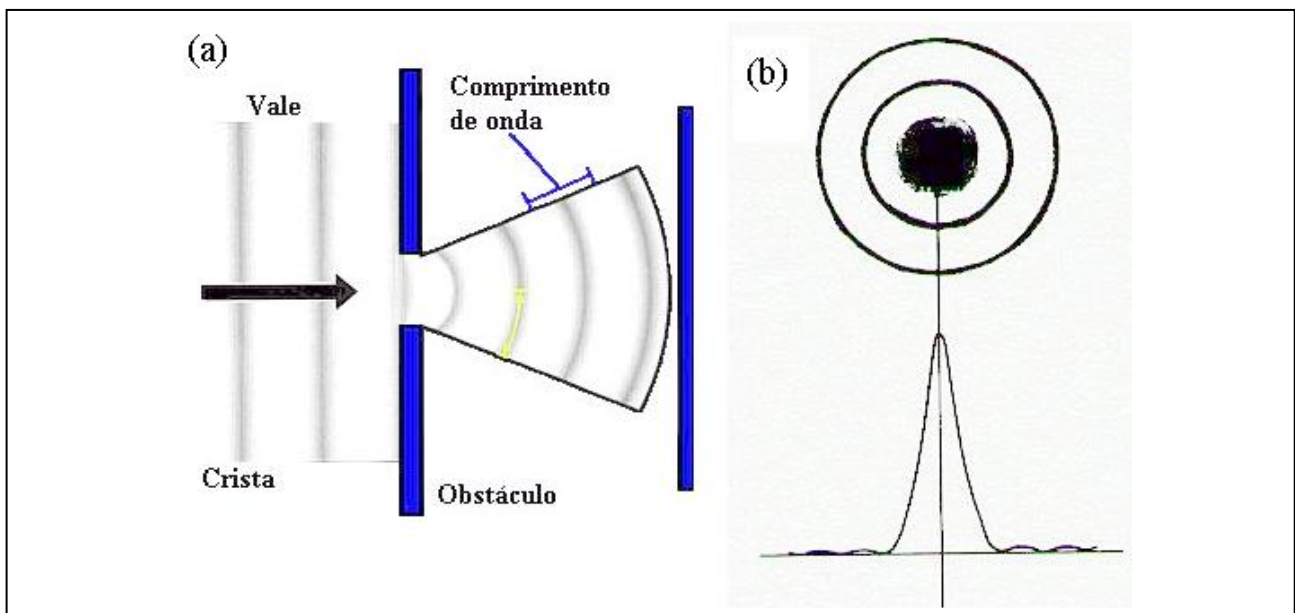 (a)
Vale
Comprimento
de onda
Crista
Obstáculo
(b)